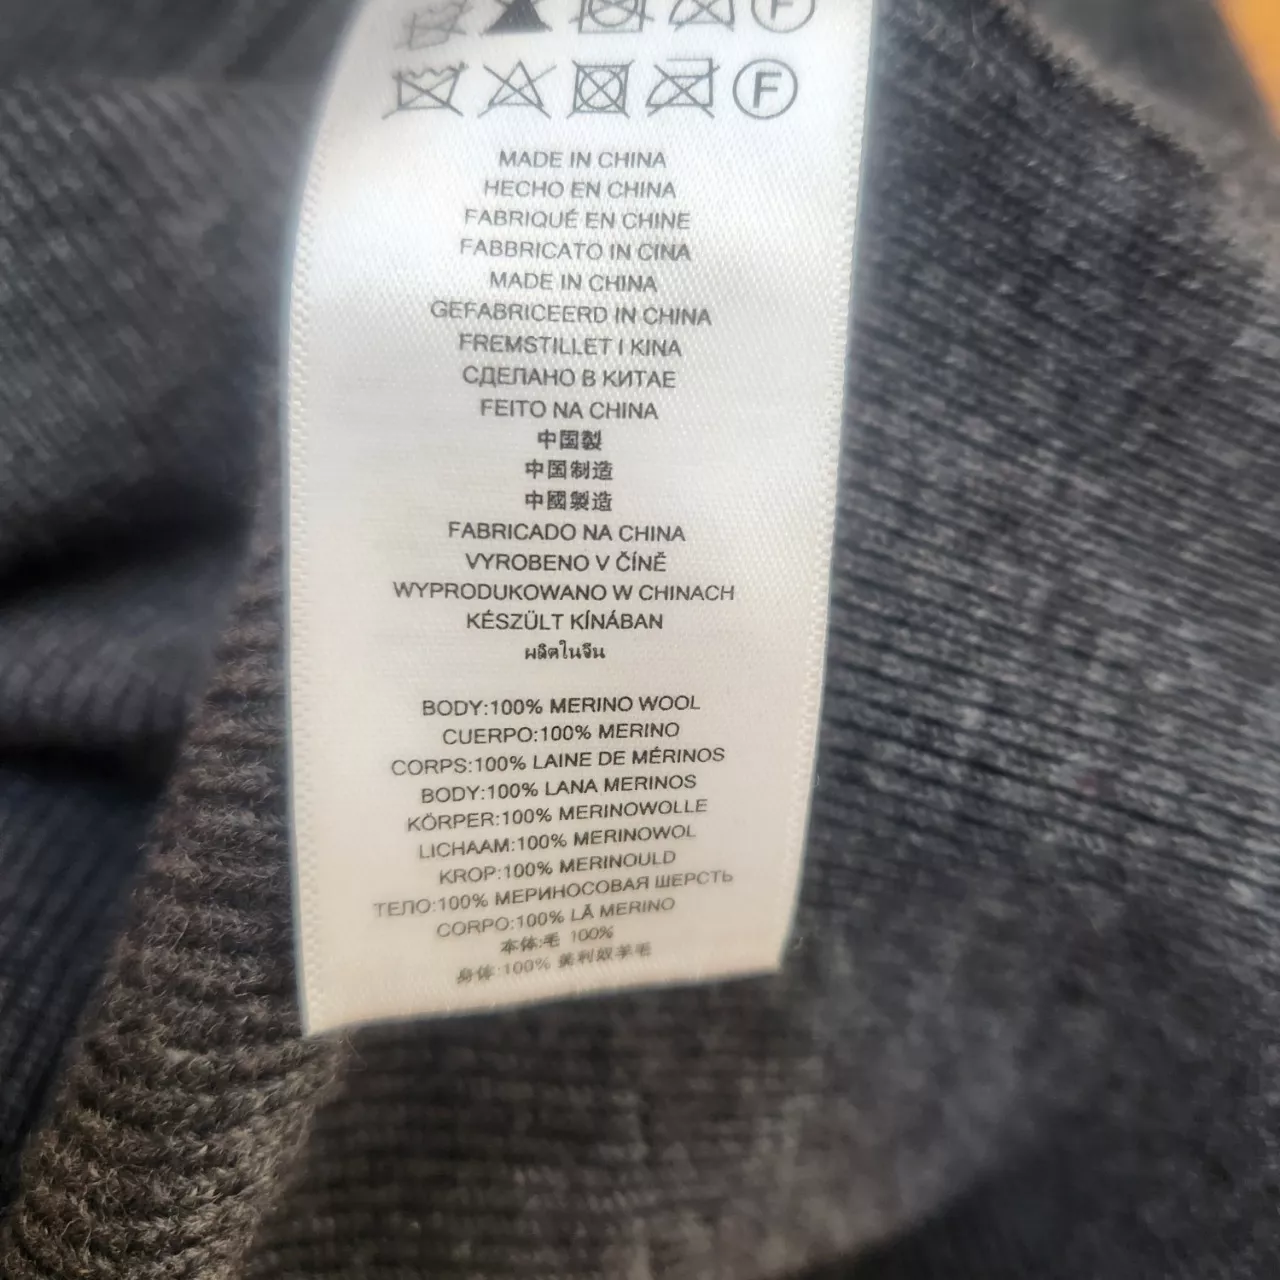 F
F
MADE IN CHINA
HECHO EN CHINA
FABRIQUÉ EN CHINE
FABBRICATO IN CINA
MADE IN CHINA
GEFABRICEERD IN CHINA
FREMSTILLET I KINA
СДЕЛАНО В КИТАЕ
FEITO NA CHINA
中国製
中国制造
中國製造
FABRICADO NA CHINA
VYROBENO V ČÍNĚ
WYPRODUKOWANO W CHINACH
KÉSZÜLT KÍNÁBAN
ผลิตในจีน
BODY:100% MERINO WOOL
CUERPO:100% MERINO
CORPS:100% LAINE DE MÉRINOS
BODY:100% LANA MERINOS
KÖRPER:100% MERINOWOLLE
LICHAAM:100% MERINOWOL
KROP:100% MERINOULD
ТЕЛО:100% МЕРИНОСОВАЯ ШЕРСТЬ
CORPO:100% LÃ MERINO
本体:毛 100%
身体:100% 美利奴羊毛